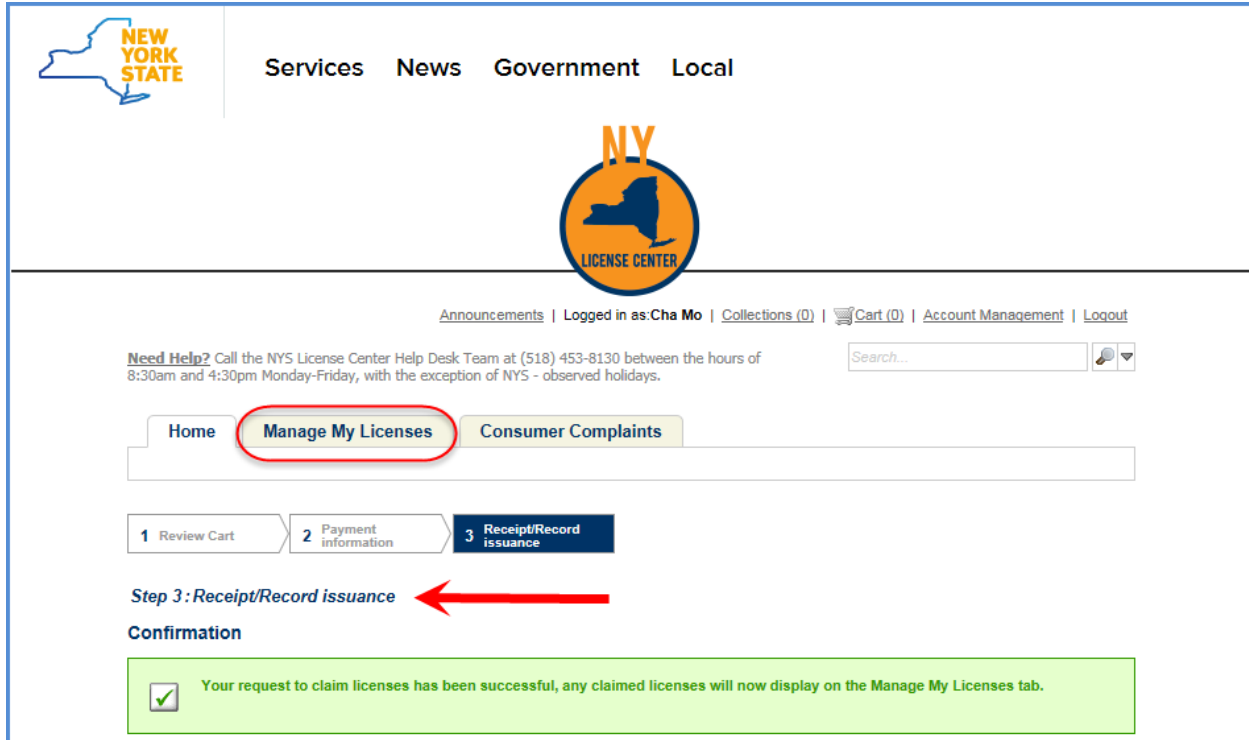 NEW
YORK
STATE
Services News Government Local
NY
LICENSE CENTER
Announcements | Logged in as:Cha Mo | Collections (0) | Cart (0) | Account Management | Logout
Need Help? Call the NYS License Center Help Desk Team at (518) 453-8130 between the hours of
8:30am and 4:30pm Monday-Friday, with the exception of NYS - observed holidays.
Search...
Home Manage My Licenses Consumer Complaints
1 Review Cart
2 Payment
information
3 Receipt/Record
issuance
Step 3: Receipt/Record issuance
Confirmation
Your request to claim licenses has been successful, any claimed licenses will now display on the Manage My Licenses tab.